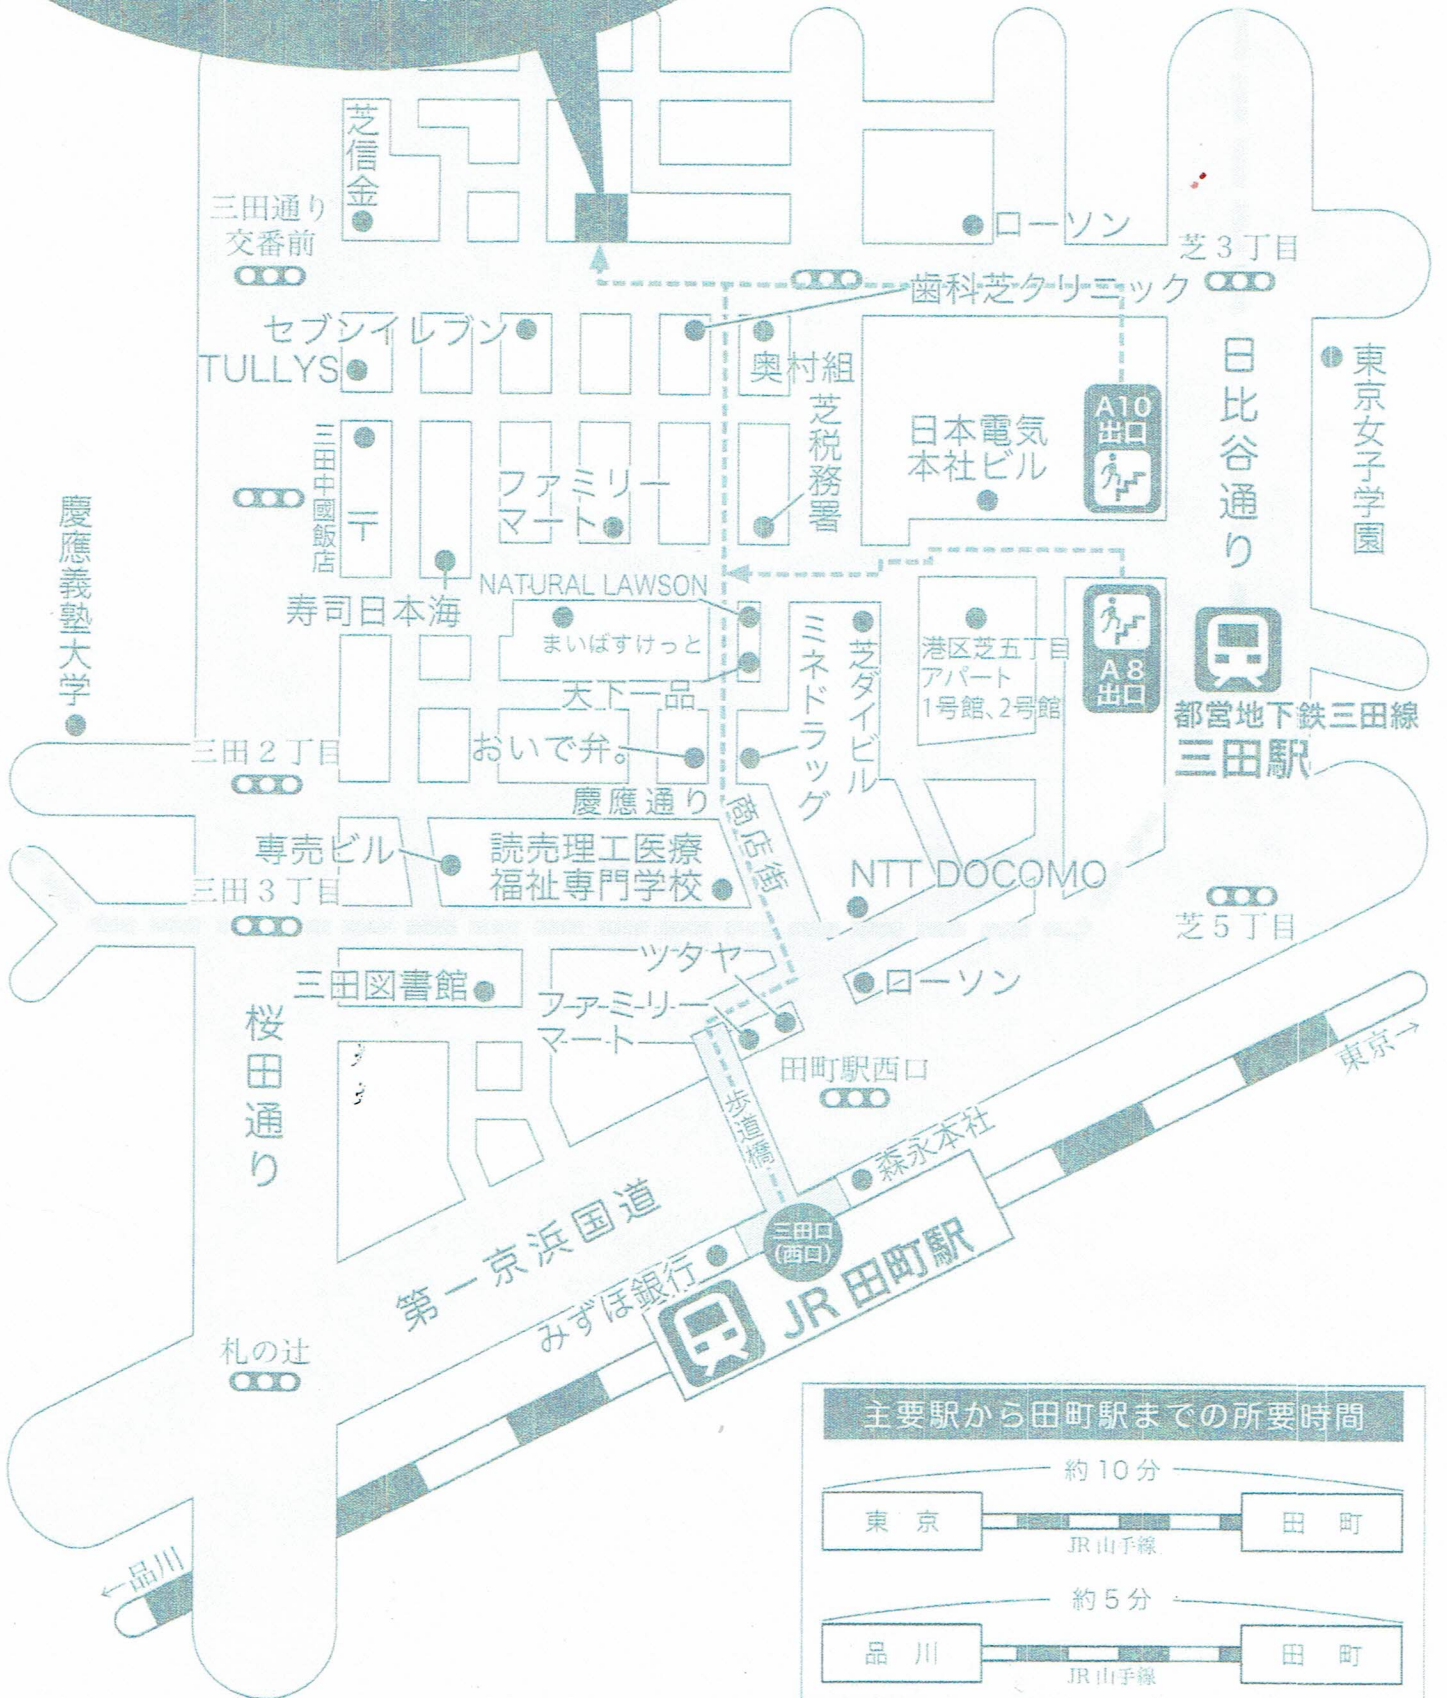 芝信金
三田通り
交番前
ローソン
芝3丁目
歯科芝クリニック
セブンイレブン
TULLYS
奥村組
芝税務署
日本電気
本社ビル
A10
出口
日比谷通り
東京女子学園
三田中國飯店
〒
ファミリー
マート
慶應義塾大学
寿司日本海
NATURAL LAWSON
まいばすけっと
天下一品
ミネドラッグ
芝ダイビル
港区芝五丁目
アパート
1号館、2号館
A8
出口
都営地下鉄三田線
三田駅
三田2丁目
おいで弁。
慶應通り
商店街
専売ビル
読売理工医療
福祉専門学校
NTT DOCOMO
三田3丁目
芝5丁目
三田図書館
ツタヤ
ファミリー
マート
ローソン
桜田通り
田町駅西口
東京→
歩道橋
森永本社
第一京浜国道
三田口
(西口)
みずほ銀行
JR 田町駅
札の辻
←品川
主要駅から田町駅までの所要時間
約10分
東 京
田 町
JR山手線
約5分
品 川
田 町
JR山手線